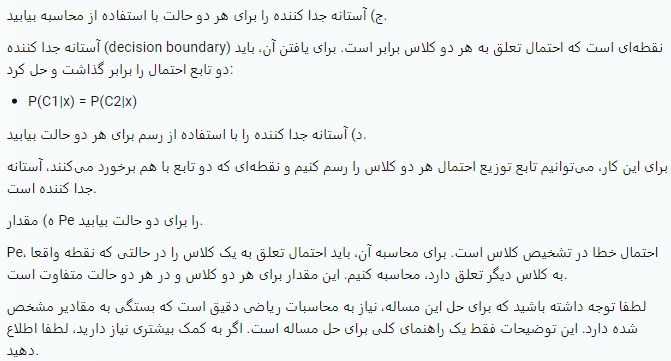 ج) آستانه جدا کننده را برای هر دو حالت با استفاده از محاسبه بیابید.
آستانه جدا کننده (decision boundary) نقطه‌ای است که احتمال تعلق به هر دو کلاس برابر است. برای یافتن آن، باید
دو تابع احتمال را برابر گذاشت و حل کرد:
• P(C1|x) = P(C2|x)
د) آستانه جدا کننده را با استفاده از رسم برای هر دو حالت بیابید.
برای این کار، می‌توانیم تابع توزیع احتمال هر دو کلاس را رسم کنیم و نقطه‌ای که دو تابع با هم برخورد می‌کنند، آستانه
جدا کننده است.
ه) مقدار Pe را برای دو حالت بیابید.
Pe، احتمال خطا در تشخیص کلاس است. برای محاسبه آن، باید احتمال تعلق به یک کلاس را در حالتی که نقطه واقعا
به کلاس دیگر تعلق دارد، محاسبه کنیم. این مقدار برای هر دو کلاس و در هر دو حالت متفاوت است.
لطفا توجه داشته باشید که برای حل این مساله، نیاز به محاسبات ریاضی دقیق است که بستگی به مقادیر مشخص
شده دارد. این توضیحات فقط یک راهنمای کلی برای حل مساله است. اگر به کمک بیشتری نیاز دارید، لطفا اطلاع
دهید.